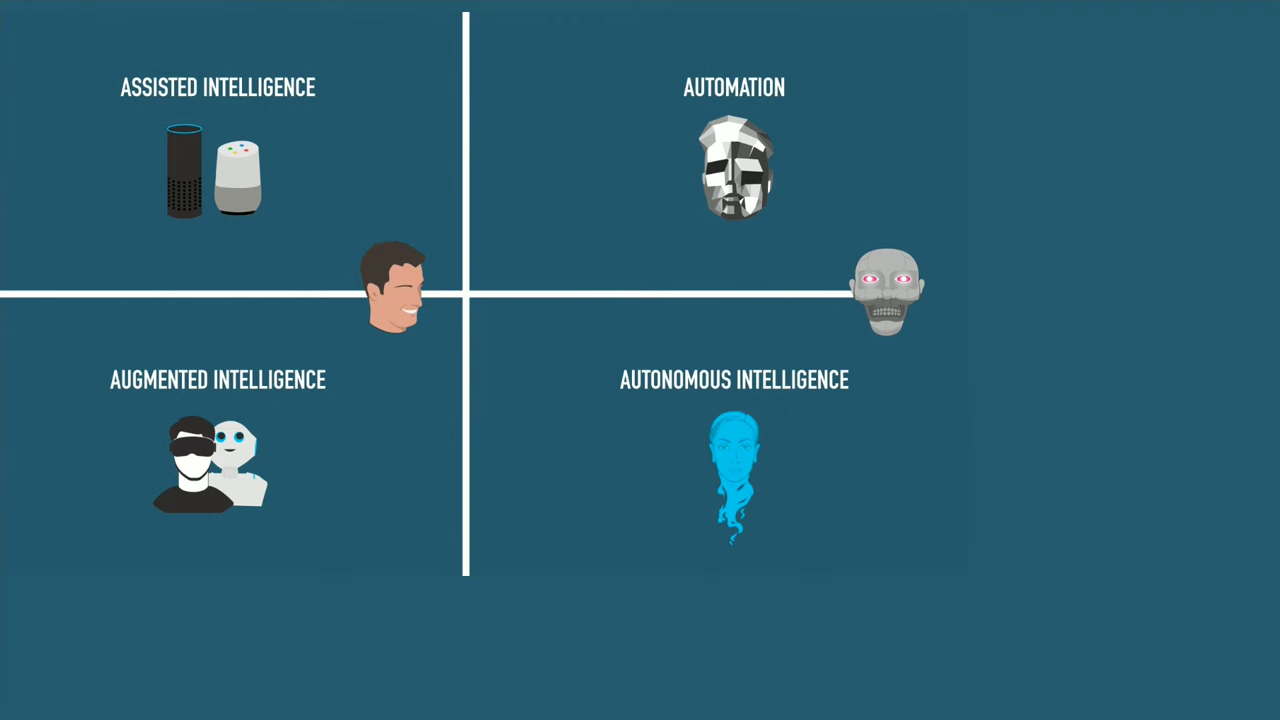 ASSISTED INTELLIGENCE
AUTOMATION
AUGMENTED INTELLIGENCE
AUTONOMOUS INTELLIGENCE